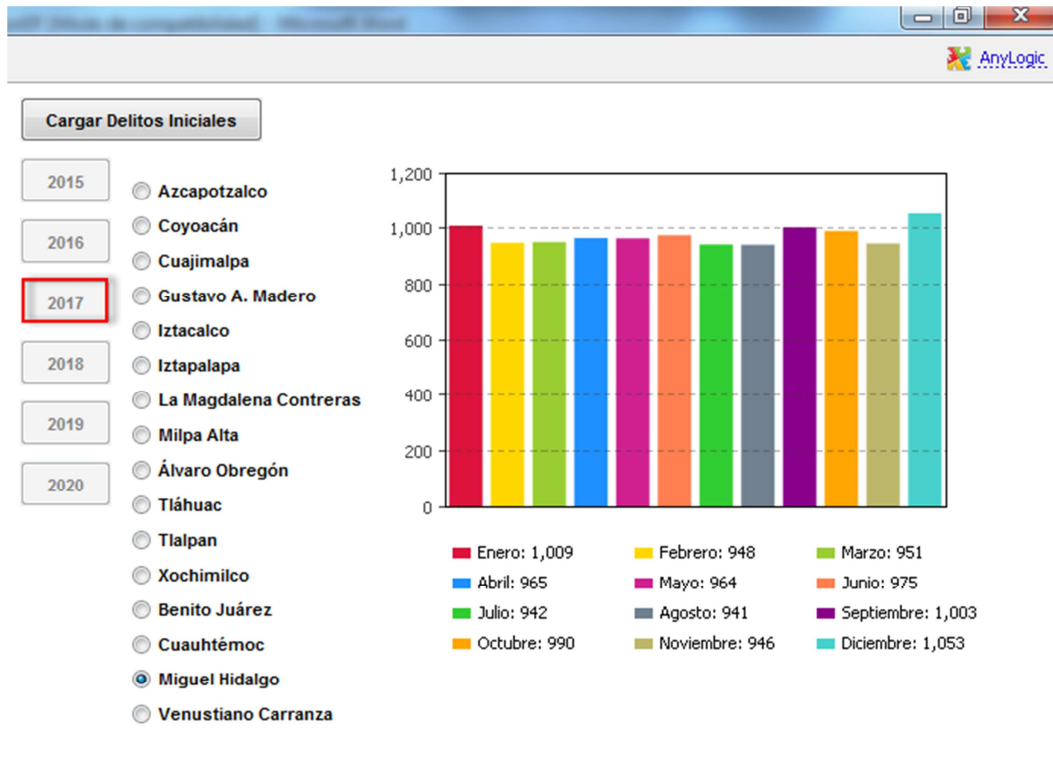 AnyLogic
Cargar Delitos Iniciales
2015
2016
2017
2018
2019
2020
Azcapotzalco
Coyoacán
Cuajimalpa
Gustavo A. Madero
Iztacalco
Iztapalapa
La Magdalena Contreras
Milpa Alta
Álvaro Obregón
Tláhuac
Tlalpan
Xochimilco
Benito Juárez
Cuauhtémoc
Miguel Hidalgo
Venustiano Carranza
1,200
1,000
800
600
400
200
0
Enero: 1,009 Febrero: 948 Marzo: 951
Abril: 965 Mayo: 964 Junio: 975
Julio: 942 Agosto: 941 Septiembre: 1,003
Octubre: 990 Noviembre: 946 Diciembre: 1,053